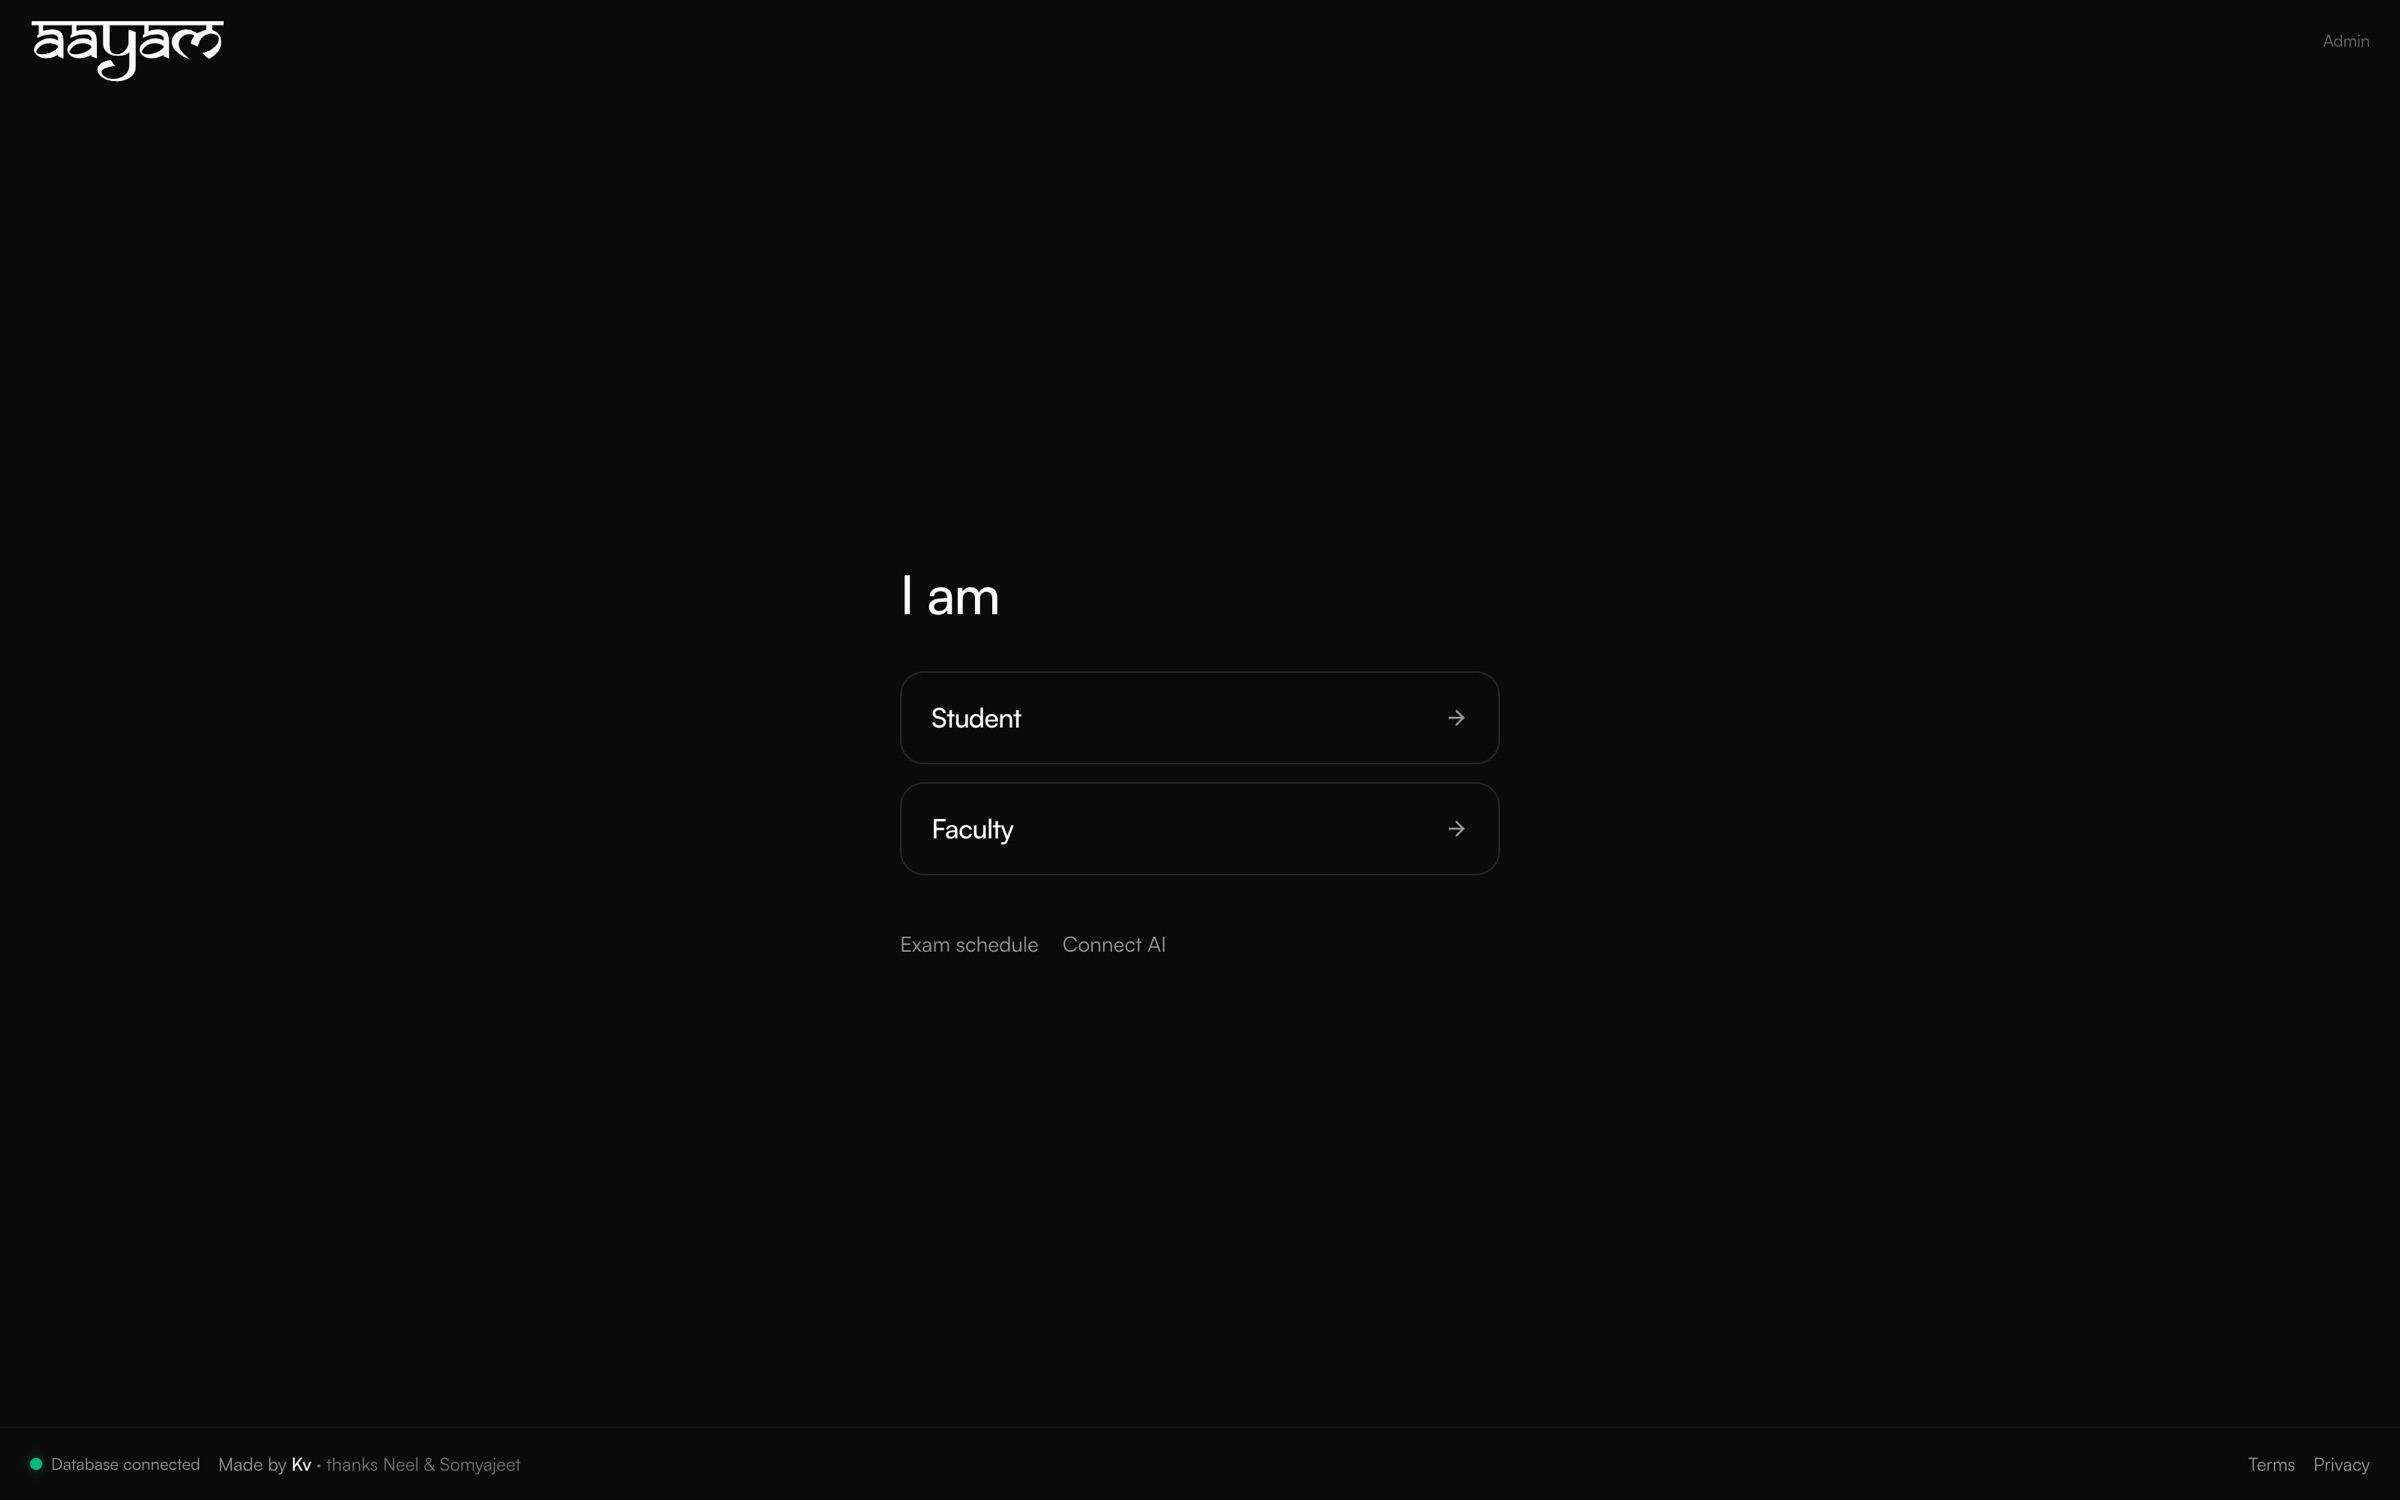 aayam
Admin
I am
Student
Faculty
Exam schedule Connect AI
Database connected Made by Kv · thanks Neel & Somyajeet
Terms Privacy